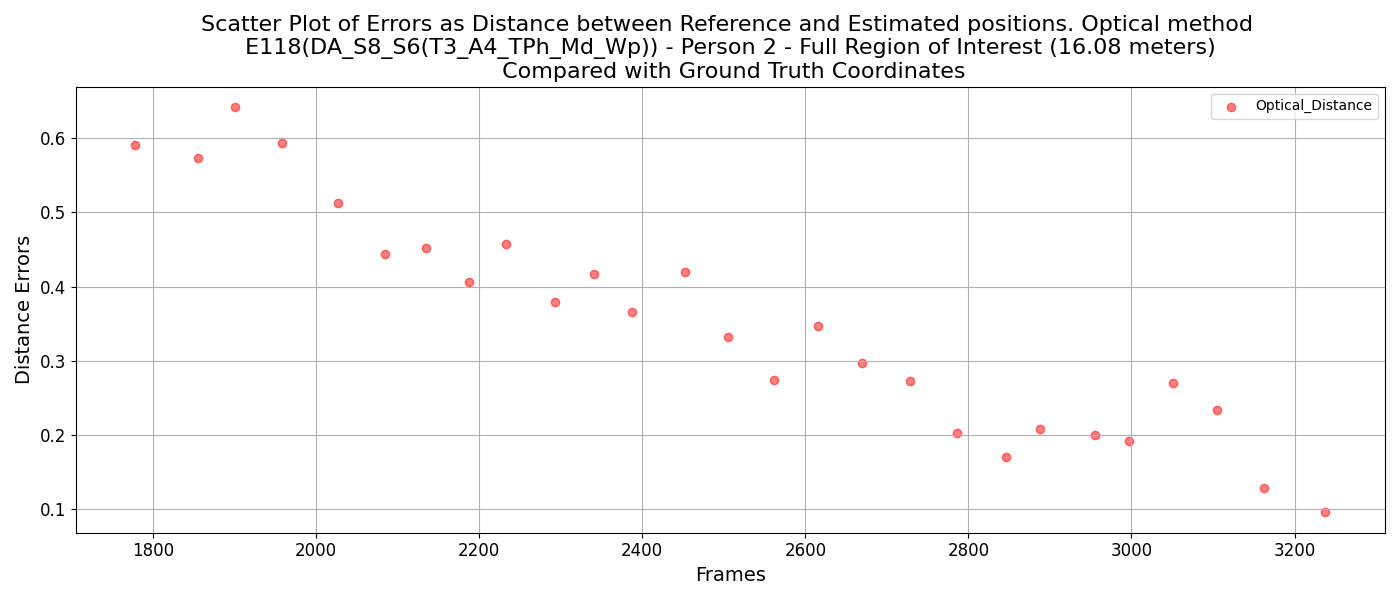 Scatter Plot of Errors as Distance between Reference and Estimated positions. Optical method
E118(DA_S8_S6(T3_A4_TPh_Md_Wp)) - Person 2 - Full Region of Interest (16.08 meters)
Compared with Ground Truth Coordinates
Optical_Distance
Distance Errors
0.6
0.5
0.4
0.3
0.2
0.1
1800 2000 2200 2400 2600 2800 3000 3200
Frames